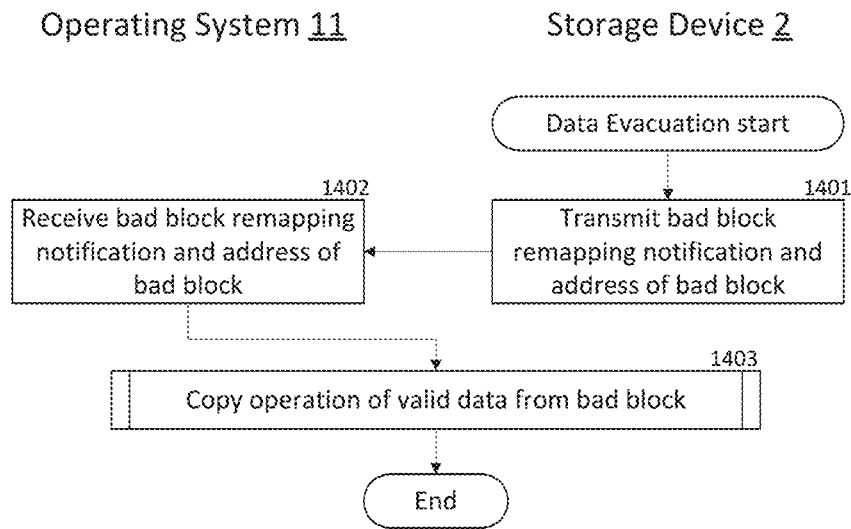 Operating System 11
Storage Device 2
Data Evacuation start
1402
1401
Receive bad block remapping
notification and address of
bad block
Transmit bad block
remapping notification and
address of bad block
1403
Copy operation of valid data from bad block
End